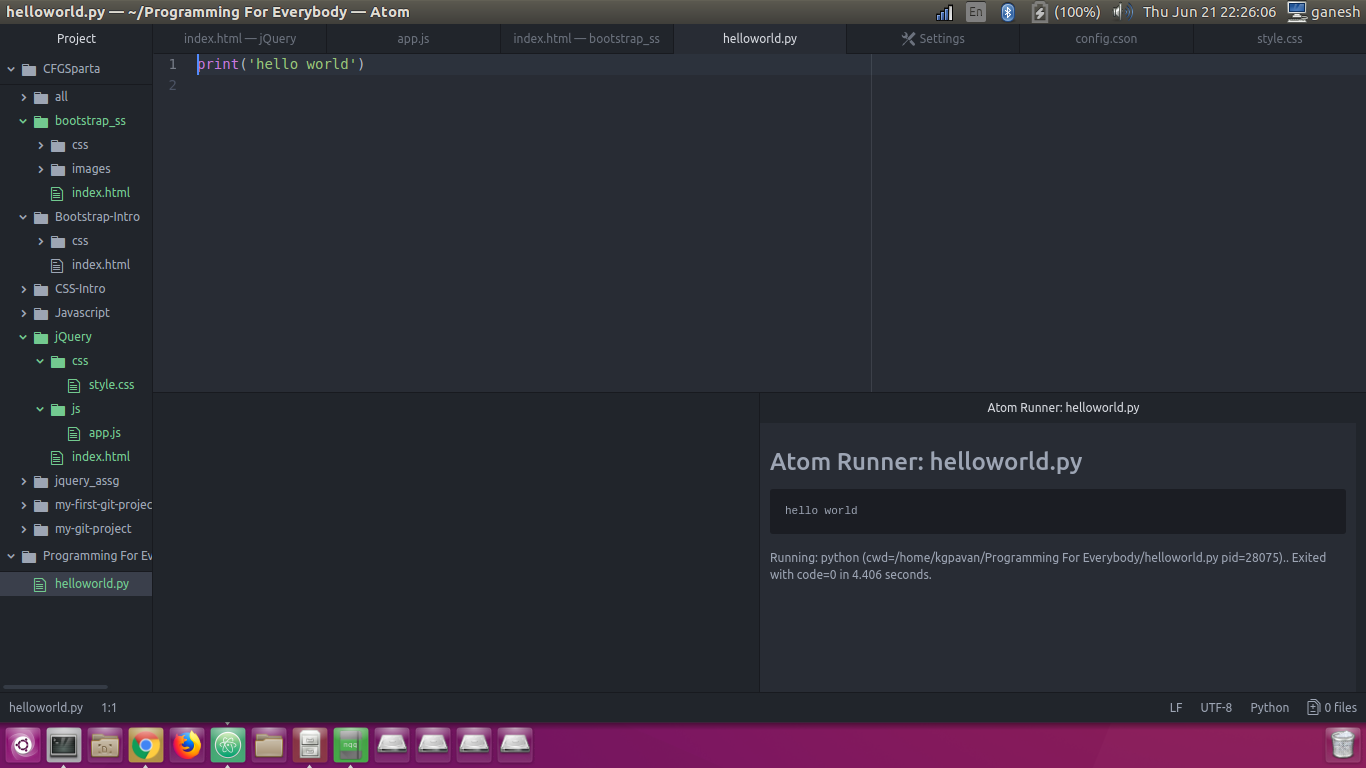 helloworld.py — ~/Programming For Everybody — Atom
En
(100%)
Thu Jun 21 22:26:06
ganesh
Project
index.html — jQuery
app.js
index.html — bootstrap_ss
helloworld.py
Settings
config.cson
style.css
CFGSparta
all
bootstrap_ss
css
images
index.html
Bootstrap-Intro
css
index.html
CSS-Intro
Javascript
jQuery
css
style.css
js
app.js
index.html
jquery_assg
my-first-git-projec
my-git-project
Programming For Ev
helloworld.py
1 print('hello world')
2
Atom Runner: helloworld.py
Atom Runner: helloworld.py
hello world
Running: python (cwd=/home/kgpavan/Programming For Everybody/helloworld.py pid=28075).. Exited
with code=0 in 4.406 seconds.
helloworld.py 1:1
LF UTF-8 Python 0 files